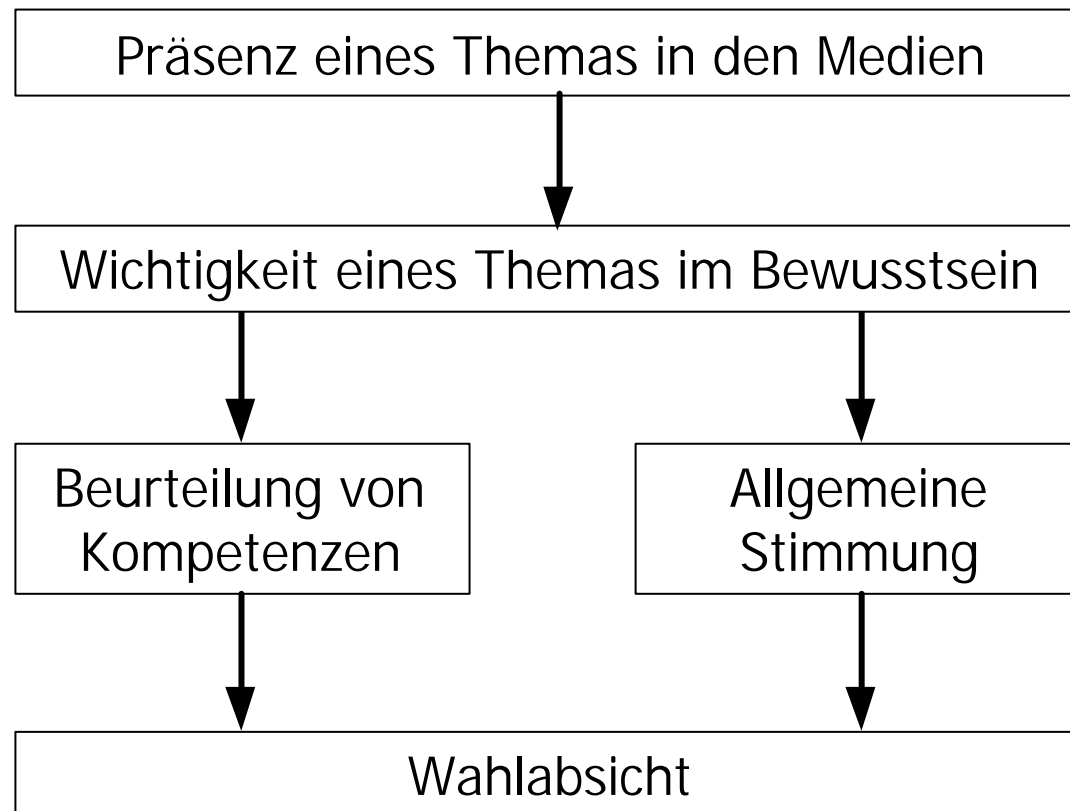 Präsenz eines Themas in den Medien
Wichtigkeit eines Themas im Bewusstsein
Beurteilung von
Kompetenzen
Allgemeine
Stimmung
Wahlabsicht